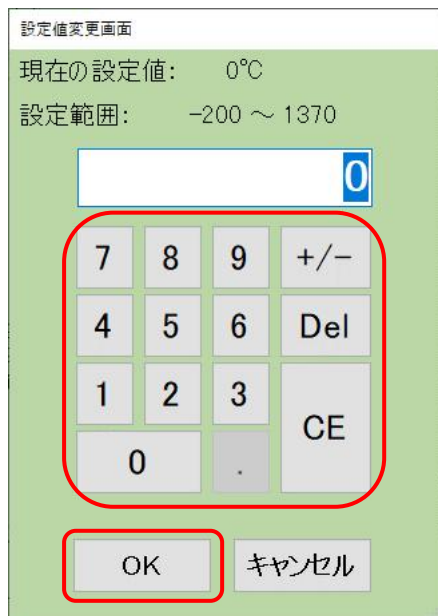 設定値変更画面
現在の設定値: 0℃
設定範囲: -200 ～ 1370
0
7 8 9 +/-
4 5 6 Del
1 2 3
CE
0 .
OK キャンセル